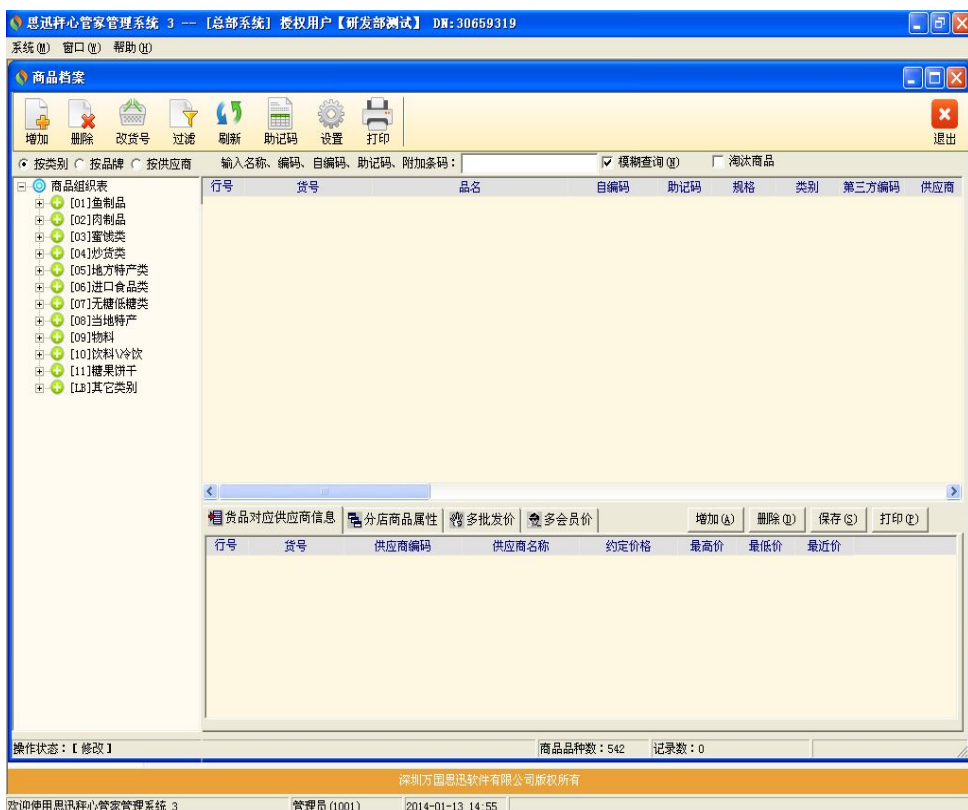 思迅秤心管家管理系统 3 -- [总部系统] 授权用户【研发部测试】 DN:30659319
系统(M) 窗口(W) 帮助(H)
商品档案
增加 删除 改货号 过滤 刷新 助记码 设置 打印 退出
按类别 按品牌 按供应商 输入名称、编码、自编码、助记码、附加条码: 模糊查询(N) 淘汰商品
商品组织表
[01]鱼制品
[02]肉制品
[03]蜜饯类
[04]炒货类
[05]地方特产类
[06]进口食品类
[07]无糖低糖类
[08]当地特产
[09]物料
[10]饮料\冷饮
[11]糖果饼干
[LB]其它类别
行号 货号 品名 自编码 助记码 规格 类别 第三方编码 供应商
货品对应供应商信息 分店商品属性 多批发价 多会员价 增加(A) 删除(D) 保存(S) 打印(P)
行号 货号 供应商编码 供应商名称 约定价格 最高价 最低价 最近价
操作状态:【修改】 商品品种数:542 记录数:0
深圳万国思迅软件有限公司版权所有
欢迎使用思迅秤心管家管理系统 3 管理员(1001) 2014-01-13 14:55